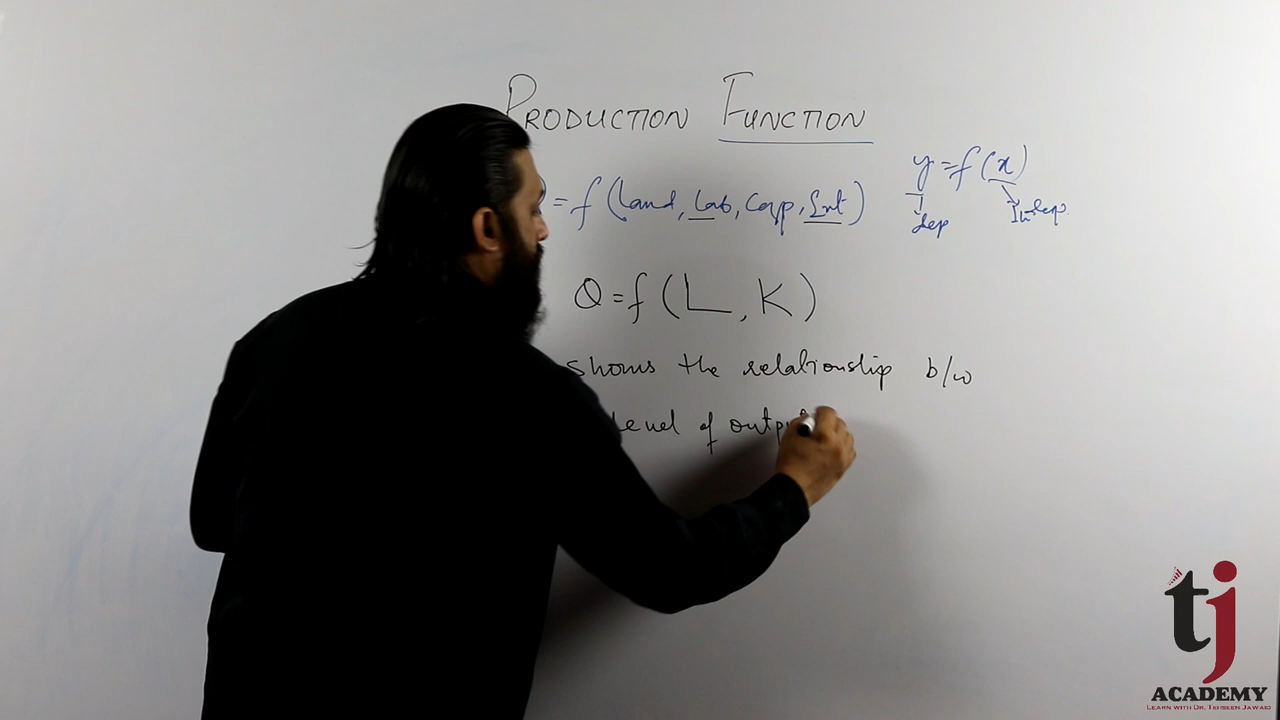 PRODUCTION FUNCTION
= f (Land, Lab, Cap, Ent)
y = f (x)
dep
Indep
Q = f (L, K)
shows the relationship b/w
level of outp
tj
ACADEMY
LEARN WITH DR. TEHSEEN JAWAID